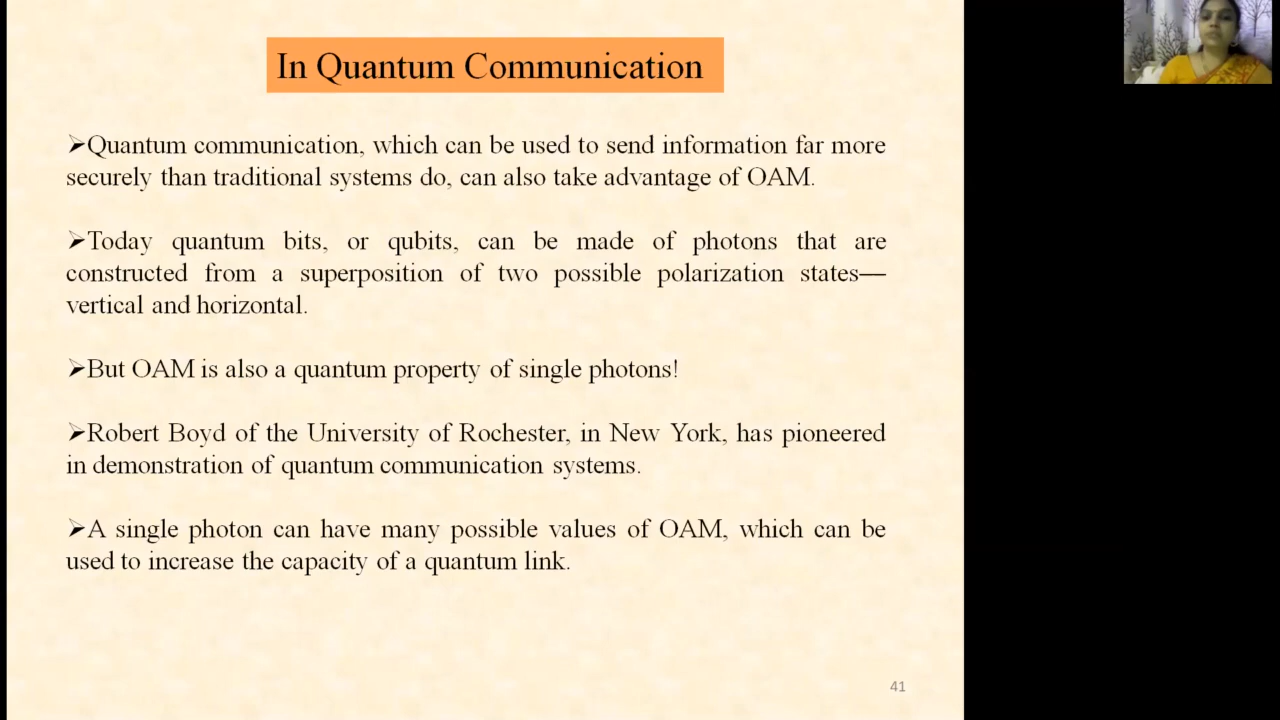 In Quantum Communication
➢Quantum communication, which can be used to send information far more
securely than traditional systems do, can also take advantage of OAM.
➢Today quantum bits, or qubits, can be made of photons that are
constructed from a superposition of two possible polarization states—
vertical and horizontal.
➢But OAM is also a quantum property of single photons!
➢Robert Boyd of the University of Rochester, in New York, has pioneered
in demonstration of quantum communication systems.
➢A single photon can have many possible values of OAM, which can be
used to increase the capacity of a quantum link.
41